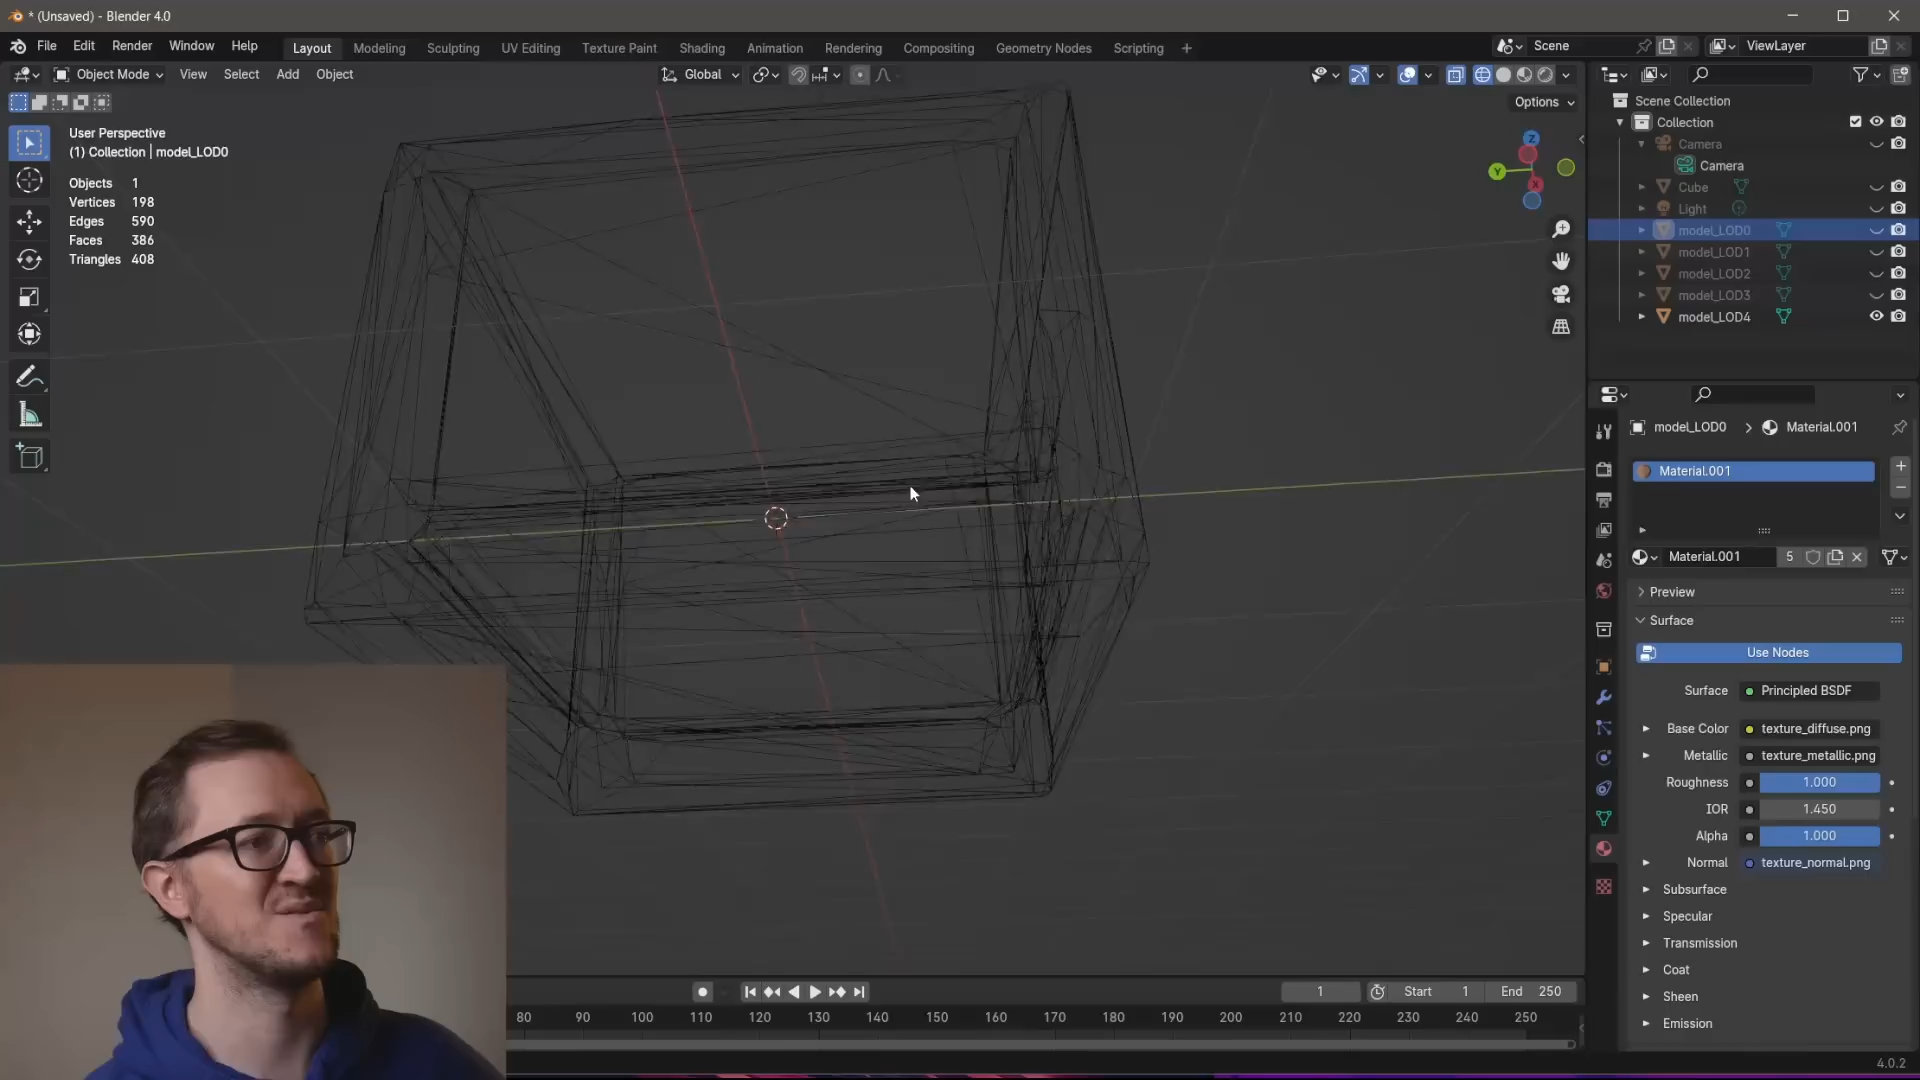 * (Unsaved) - Blender 4.0
File Edit Render Window Help Layout Modeling Sculpting UV Editing Texture Paint Shading Animation Rendering Compositing Geometry Nodes Scripting + Scene ViewLayer
Object Mode View Select Add Object Global
Options
User Perspective
(1) Collection | model_LOD0
Objects 1
Vertices 198
Edges 590
Faces 386
Triangles 408
Z
Y
X
Scene Collection
Collection
Camera
Camera
Cube
Light
model_LOD0
model_LOD1
model_LOD2
model_LOD3
model_LOD4
model_LOD0 > Material.001
Material.001
Material.001 5
Preview
Surface
Use Nodes
Surface Principled BSDF
Base Color texture_diffuse.png
Metallic texture_metallic.png
Roughness 1.000
IOR 1.450
Alpha 1.000
Normal texture_normal.png
Subsurface
Specular
Transmission
Coat
Sheen
Emission
1 Start 1 End 250
80 90 100 110 120 130 140 150 160 170 180 190 200 210 220 230 240 250
4.0.2